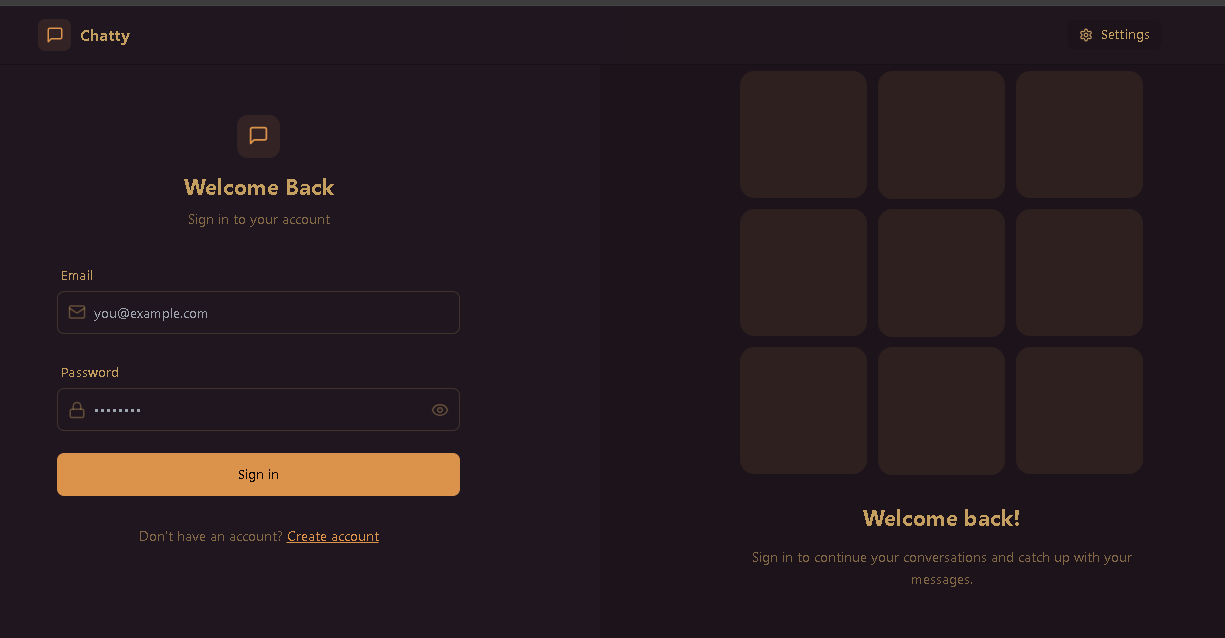 Chatty
Settings
Welcome Back
Sign in to your account
Email
you@example.com
Password
••••••••
Sign in
Don't have an account? Create account
Welcome back!
Sign in to continue your conversations and catch up with your
messages.